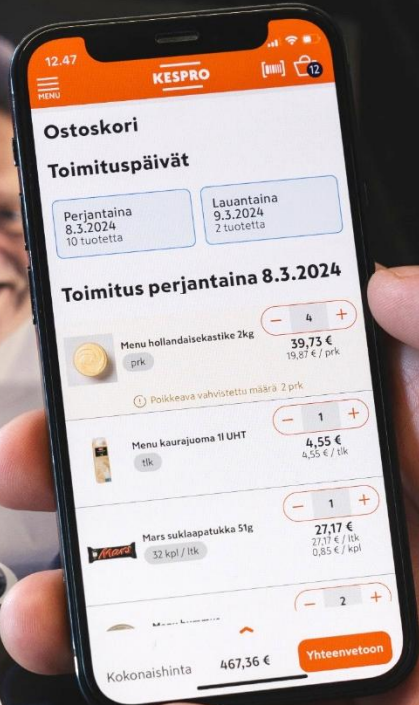 12.47
MENU
KESPRO
12
Ostoskori
Toimituspäivät
Perjantaina
8.3.2024
10 tuotetta
Lauantaina
9.3.2024
2 tuotetta
Toimitus perjantaina 8.3.2024
Menu hollandaisekastike 2kg
prk
− 4 +
39,73 €
19,87 € / prk
Poikkeava vahvistettu määrä 2 prk
Menu kaurajuoma 1l UHT
tlk
− 1 +
4,55 €
4,55 € / tlk
Mars
Mars suklaapatukka 51g
32 kpl / ltk
− 1 +
27,17 €
27,17 € / ltk
0,85 € / kpl
− 2 +
Kokonaishinta
467,36 €
Yhteenvetoon